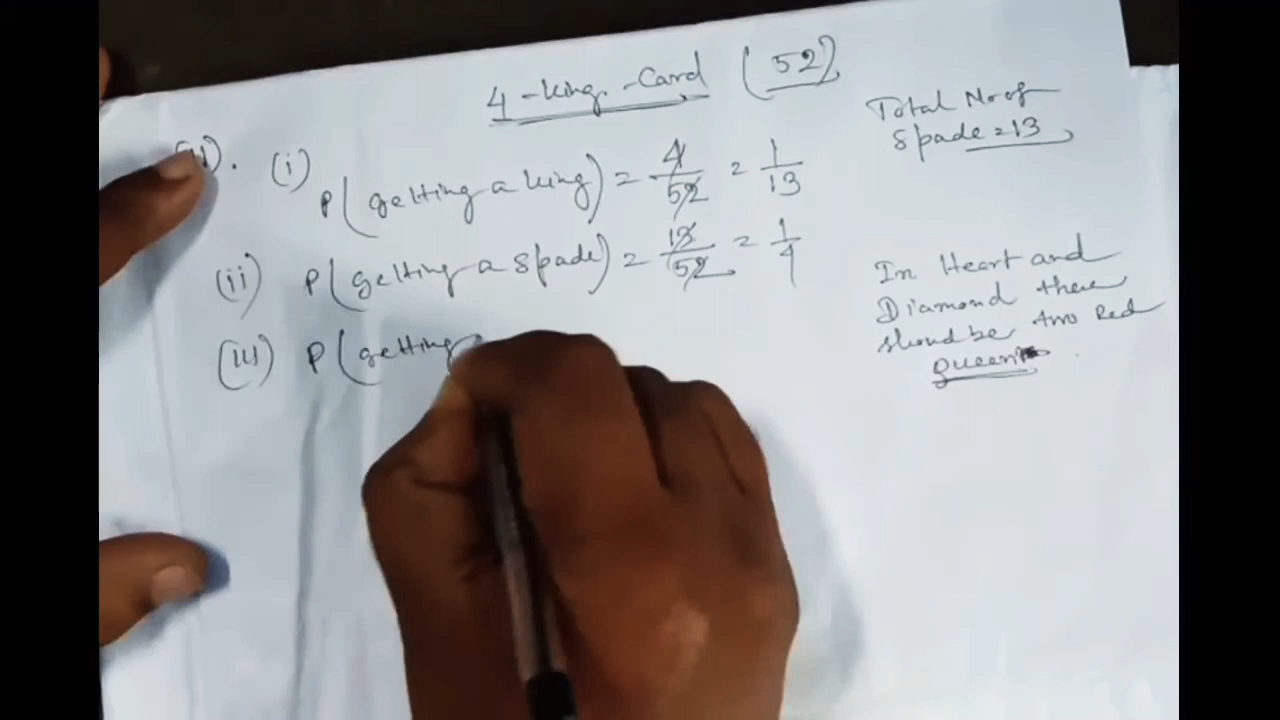 4-king-Card (52)
Total No of
Spade = 13
(i)
P(getting a king) = 4/52 = 1/13
(ii) P(getting a spade) = 13/52 = 1/4
In Heart and
Diamond there
should be two Red
queen
(iii) P(getting